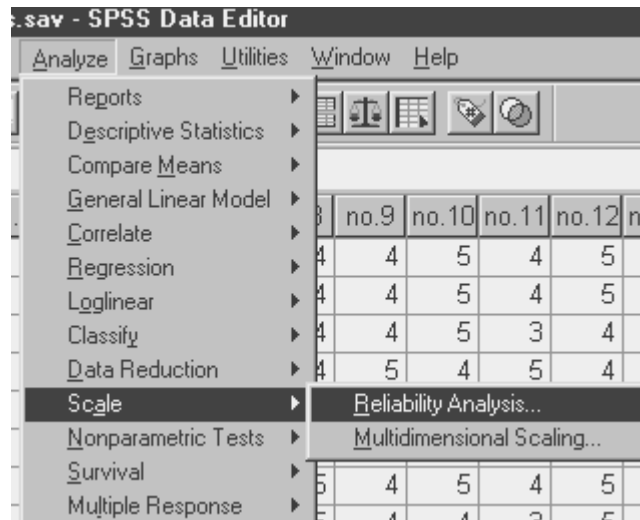 s.sav - SPSS Data Editor
Analyze Graphs Utilities Window Help
Reports
Descriptive Statistics
Compare Means
General Linear Model
Correlate
Regression
Loglinear
Classify
Data Reduction
Scale
Nonparametric Tests
Survival
Multiple Response
Reliability Analysis...
Multidimensional Scaling...
no.9 no.10 no.11 no.12
4 4 5 4 5
4 4 5 4 5
4 4 5 3 4
4 5 4 5 4
5 4 5 4 5